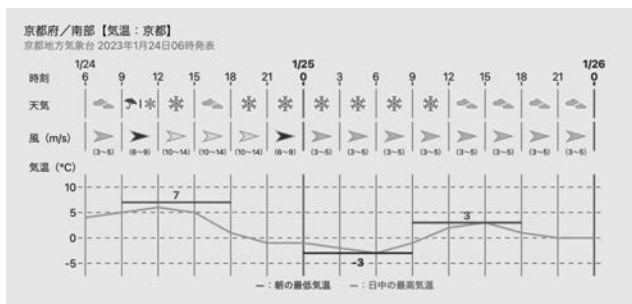 京都府／南部【気温：京都】
京都地方気象台 2023年1月24日06時発表
1/24 1/25 1/26
時刻 6 9 12 15 18 21 0 3 6 9 12 15 18 21 0
天気
風 (m/s)
(3〜5) (6〜9) (10〜14) (10〜14) (10〜14) (6〜9) (3〜5) (3〜5) (3〜5) (3〜5) (3〜5) (3〜5) (3〜5) (3〜5)
気温 (℃)
10
7
5
3
0
-3
-5
ー：朝の最低気温 ー：日中の最高気温